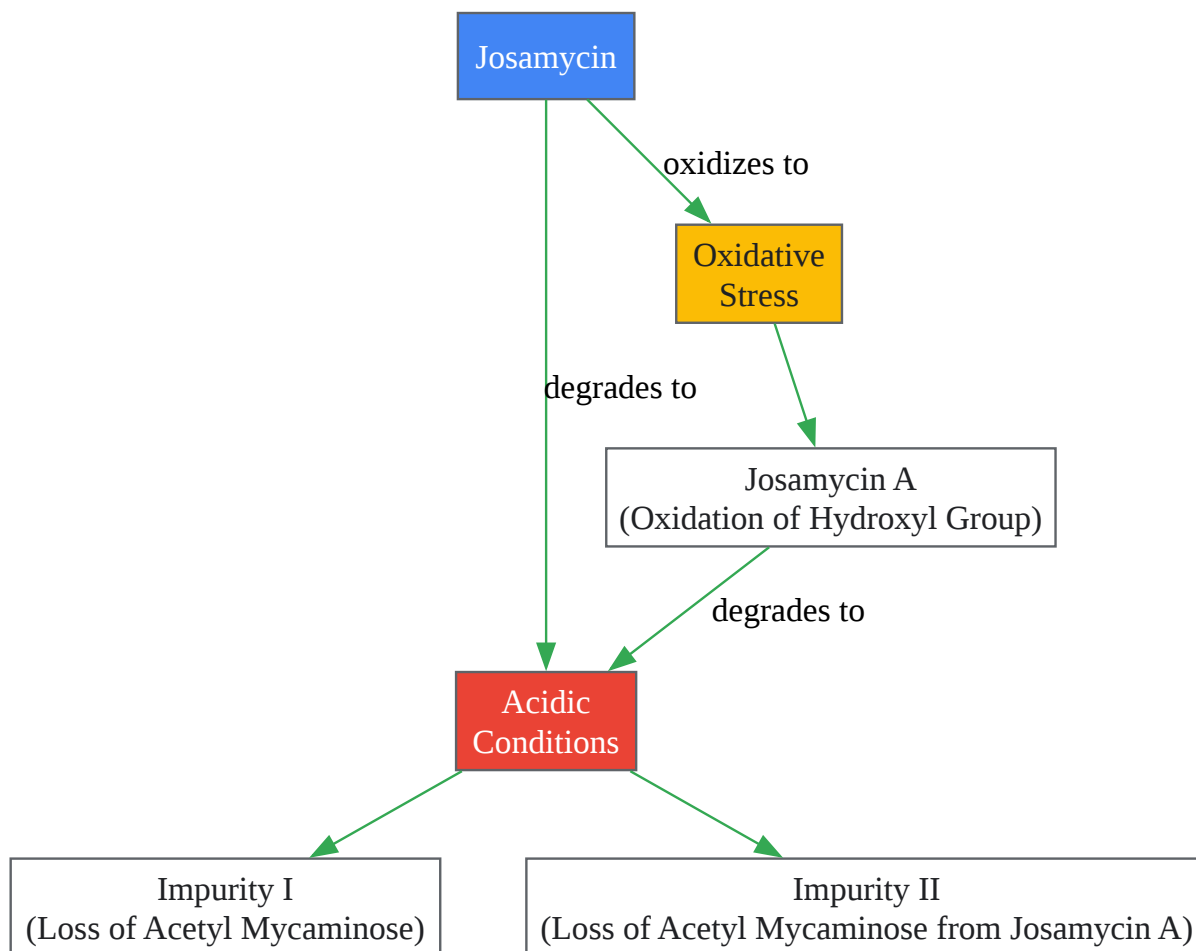 Josamycin
oxidizes to
Oxidative
Stress
degrades to
Josamycin A
(Oxidation of Hydroxyl Group)
degrades to
Acidic
Conditions
Impurity I
(Loss of Acetyl Mycaminose)
Impurity II
(Loss of Acetyl Mycaminose from Josamycin A)